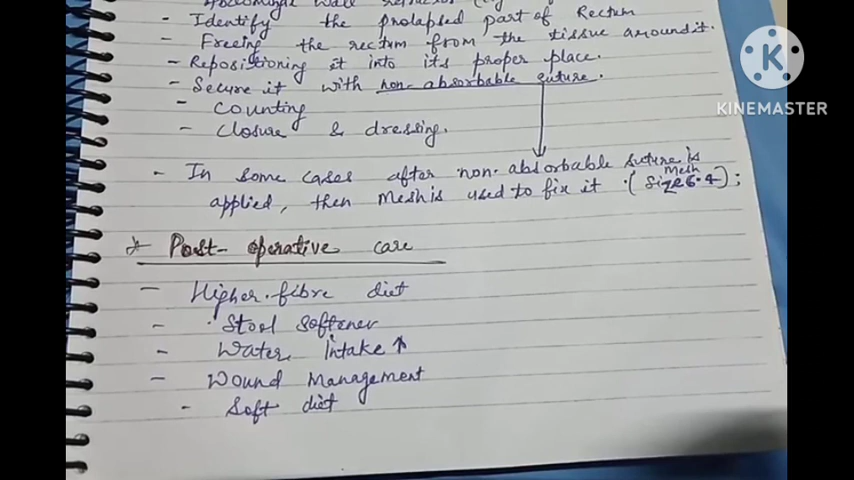 Abdominal wall
- Identify the prolapsed part of Rectum
- Freeing the rectum from the tissue around it.
- Repositioning it into its proper place.
- Secure it with non-absorbable suture.
- Counting
- Closure & dressing.
- In some cases after non-absorbable suture is
applied, then Mesh is used to fix it (Mesh Size 6.4);
* Post-operative care
- Higher-fibre diet
- Stool Softener
- Water Intake ↑
- Wound Management
- Soft diet
K
KINEMASTER